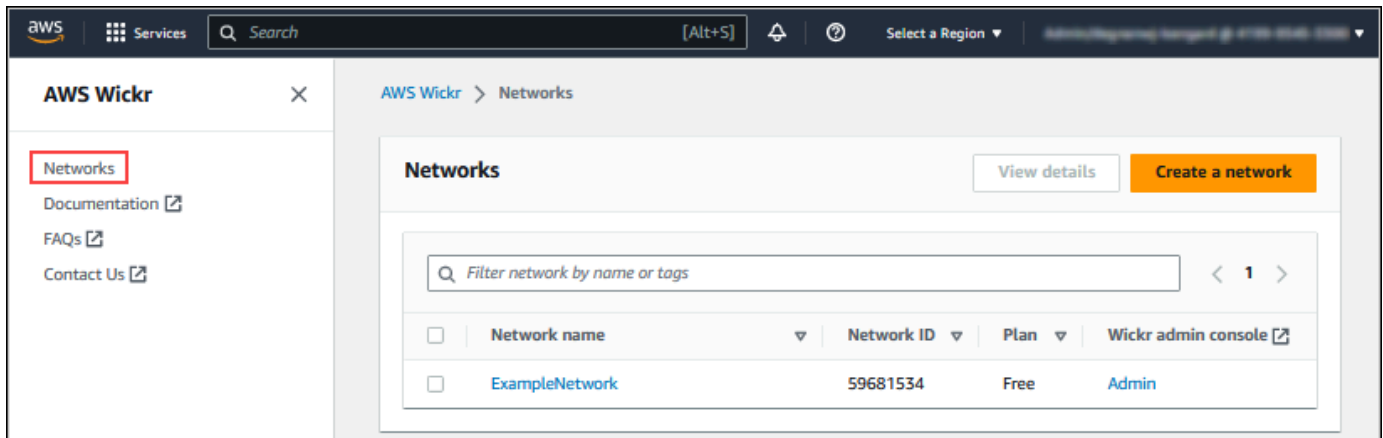 aws Services Search [Alt+S] Select a Region
AWS Wickr
Networks
Documentation
FAQs
Contact Us
AWS Wickr > Networks
Networks View details Create a network
Filter network by name or tags < 1 >
Network name Network ID Plan Wickr admin console
ExampleNetwork 59681534 Free Admin